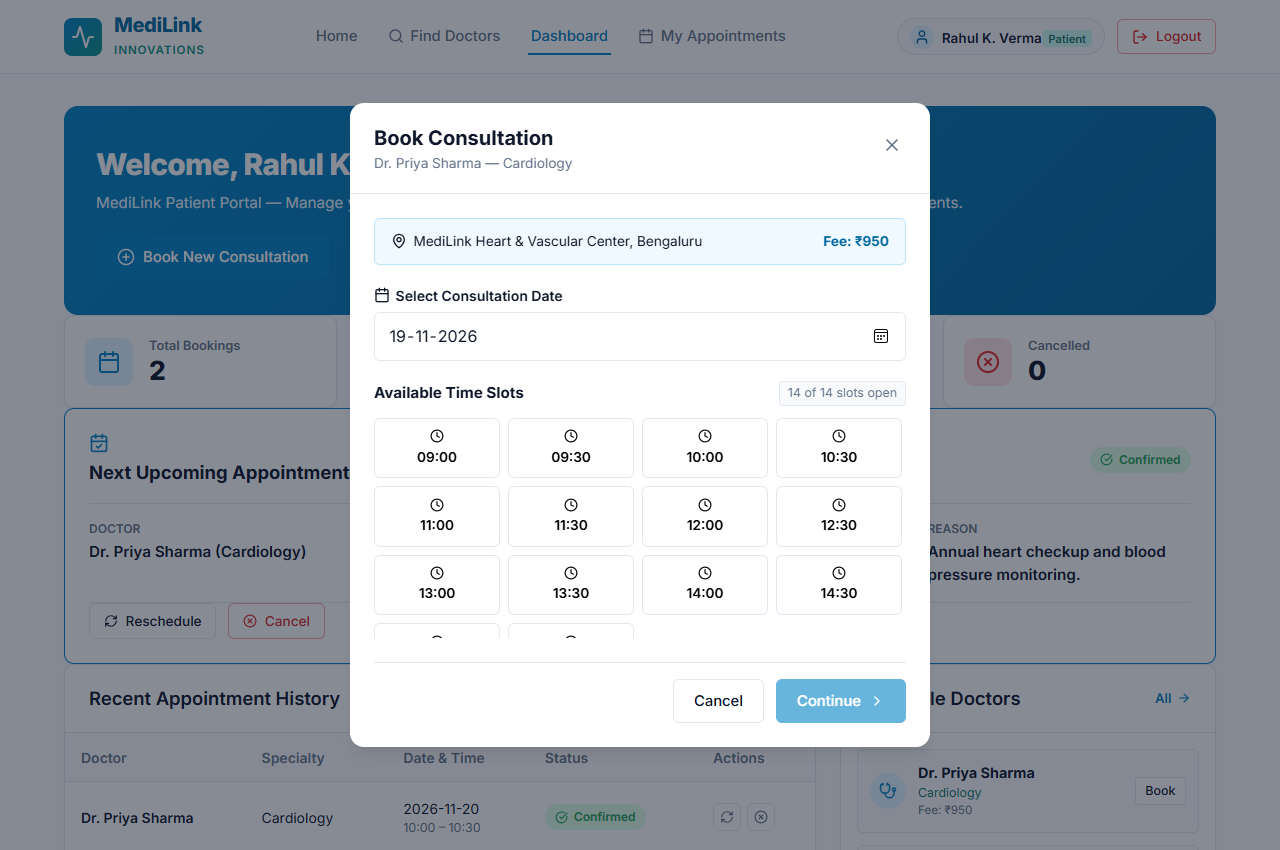 MediLink
INNOVATIONS
Home
Find Doctors
Dashboard
My Appointments
Rahul K. Verma
Patient
Logout
Welcome, Rahul K
MediLink Patient Portal — Manage
ents.
Book New Consultation
Total Bookings
2
Cancelled
0
Next Upcoming Appointment
Confirmed
DOCTOR
Dr. Priya Sharma (Cardiology)
REASON
Annual heart checkup and blood
pressure monitoring.
Reschedule
Cancel
Recent Appointment History
Doctor
Specialty
Date & Time
Status
Actions
Dr. Priya Sharma
Cardiology
2026-11-20
10:00 – 10:30
Confirmed
le Doctors
All
Dr. Priya Sharma
Cardiology
Fee: ₹950
Book
Book Consultation
Dr. Priya Sharma — Cardiology
MediLink Heart & Vascular Center, Bengaluru
Fee: ₹950
Select Consultation Date
19-11-2026
Available Time Slots
14 of 14 slots open
09:00
09:30
10:00
10:30
11:00
11:30
12:00
12:30
13:00
13:30
14:00
14:30
Cancel
Continue